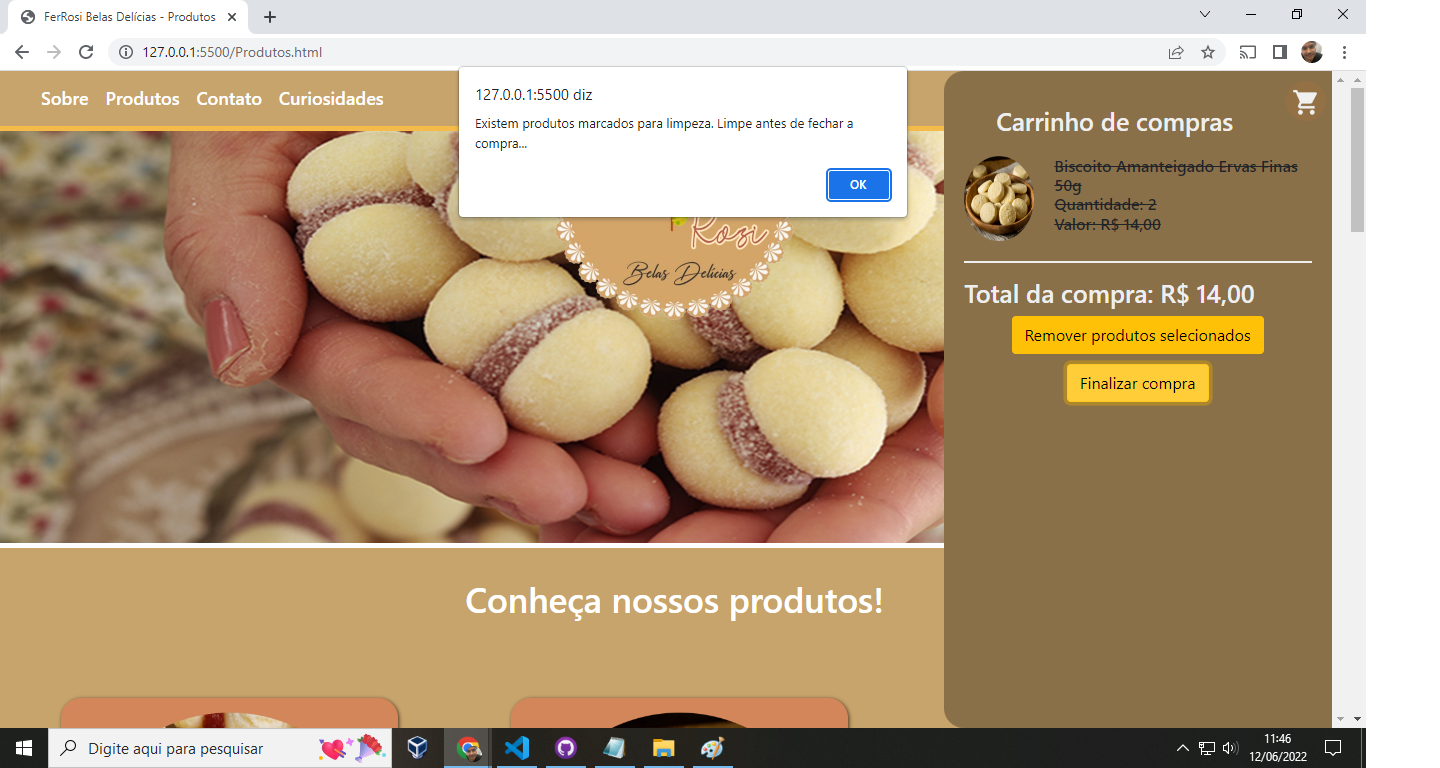 FerRosi Belas Delícias - Produtos
127.0.0.1:5500/Produtos.html
Sobre Produtos Contato Curiosidades
127.0.0.1:5500 diz
Existem produtos marcados para limpeza. Limpe antes de fechar a
compra...
OK
Rosi
Belas Delícias
Carrinho de compras
Biscoito Amanteigado Ervas Finas
50g
Quantidade: 2
Valor: R$ 14,00
Total da compra: R$ 14,00
Remover produtos selecionados
Finalizar compra
Conheça nossos produtos!
Digite aqui para pesquisar
11:46
12/06/2022